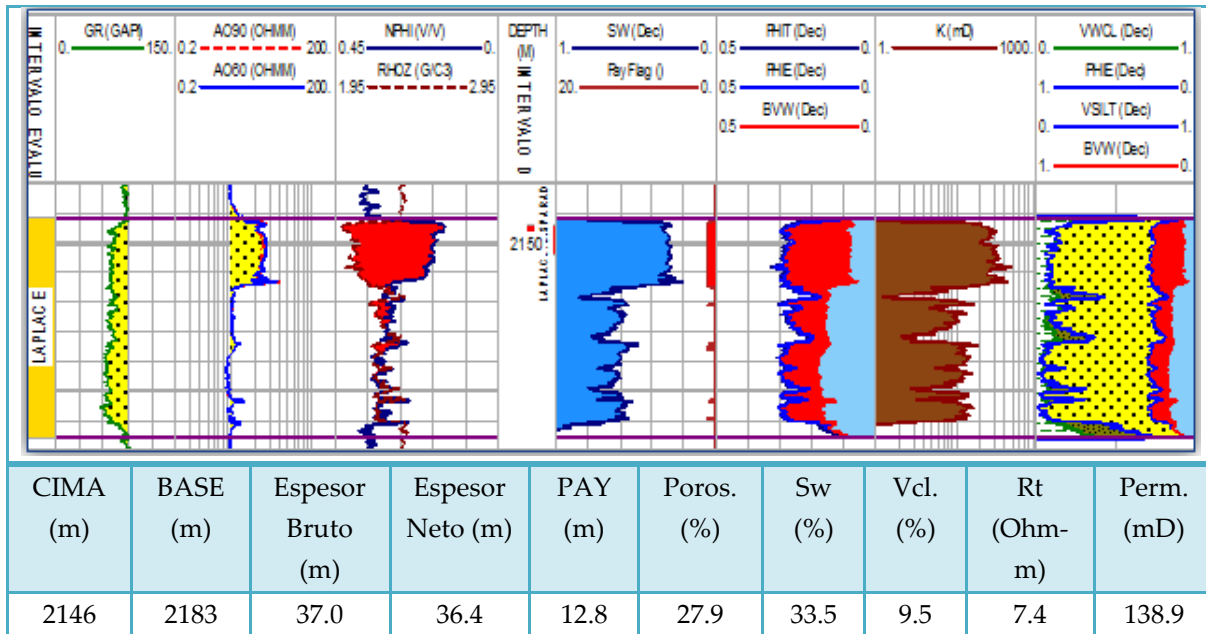 INTERVALO EVALU
GR (GAPI)
0. 150.
AO90 (OHMM)
0.2 200.
AO60 (OHMM)
0.2 200.
NPHI (V/V)
0.45 0.
RHOZ (G/C3)
1.95 2.95
DEPTH
(M)
INTERVALO D
SW (Dec)
1. 0.
Pay Flag ()
20. 0.
PHIT (Dec)
0.5 0.
PHIE (Dec)
0.5 0.
BVW (Dec)
0.5 0.
K (mD)
1. 1000.
VWCL (Dec)
0. 1.
PHIE (Dec)
1. 0.
VSILT (Dec)
0. 1.
BVW (Dec)
1. 0.
LAPLACE
2150
CIMA (m) BASE (m) Espesor Bruto (m) Espesor Neto (m) PAY (m) Poros. (%) Sw (%) Vcl. (%) Rt (Ohm-m) Perm. (mD)
2146 2183 37.0 36.4 12.8 27.9 33.5 9.5 7.4 138.9